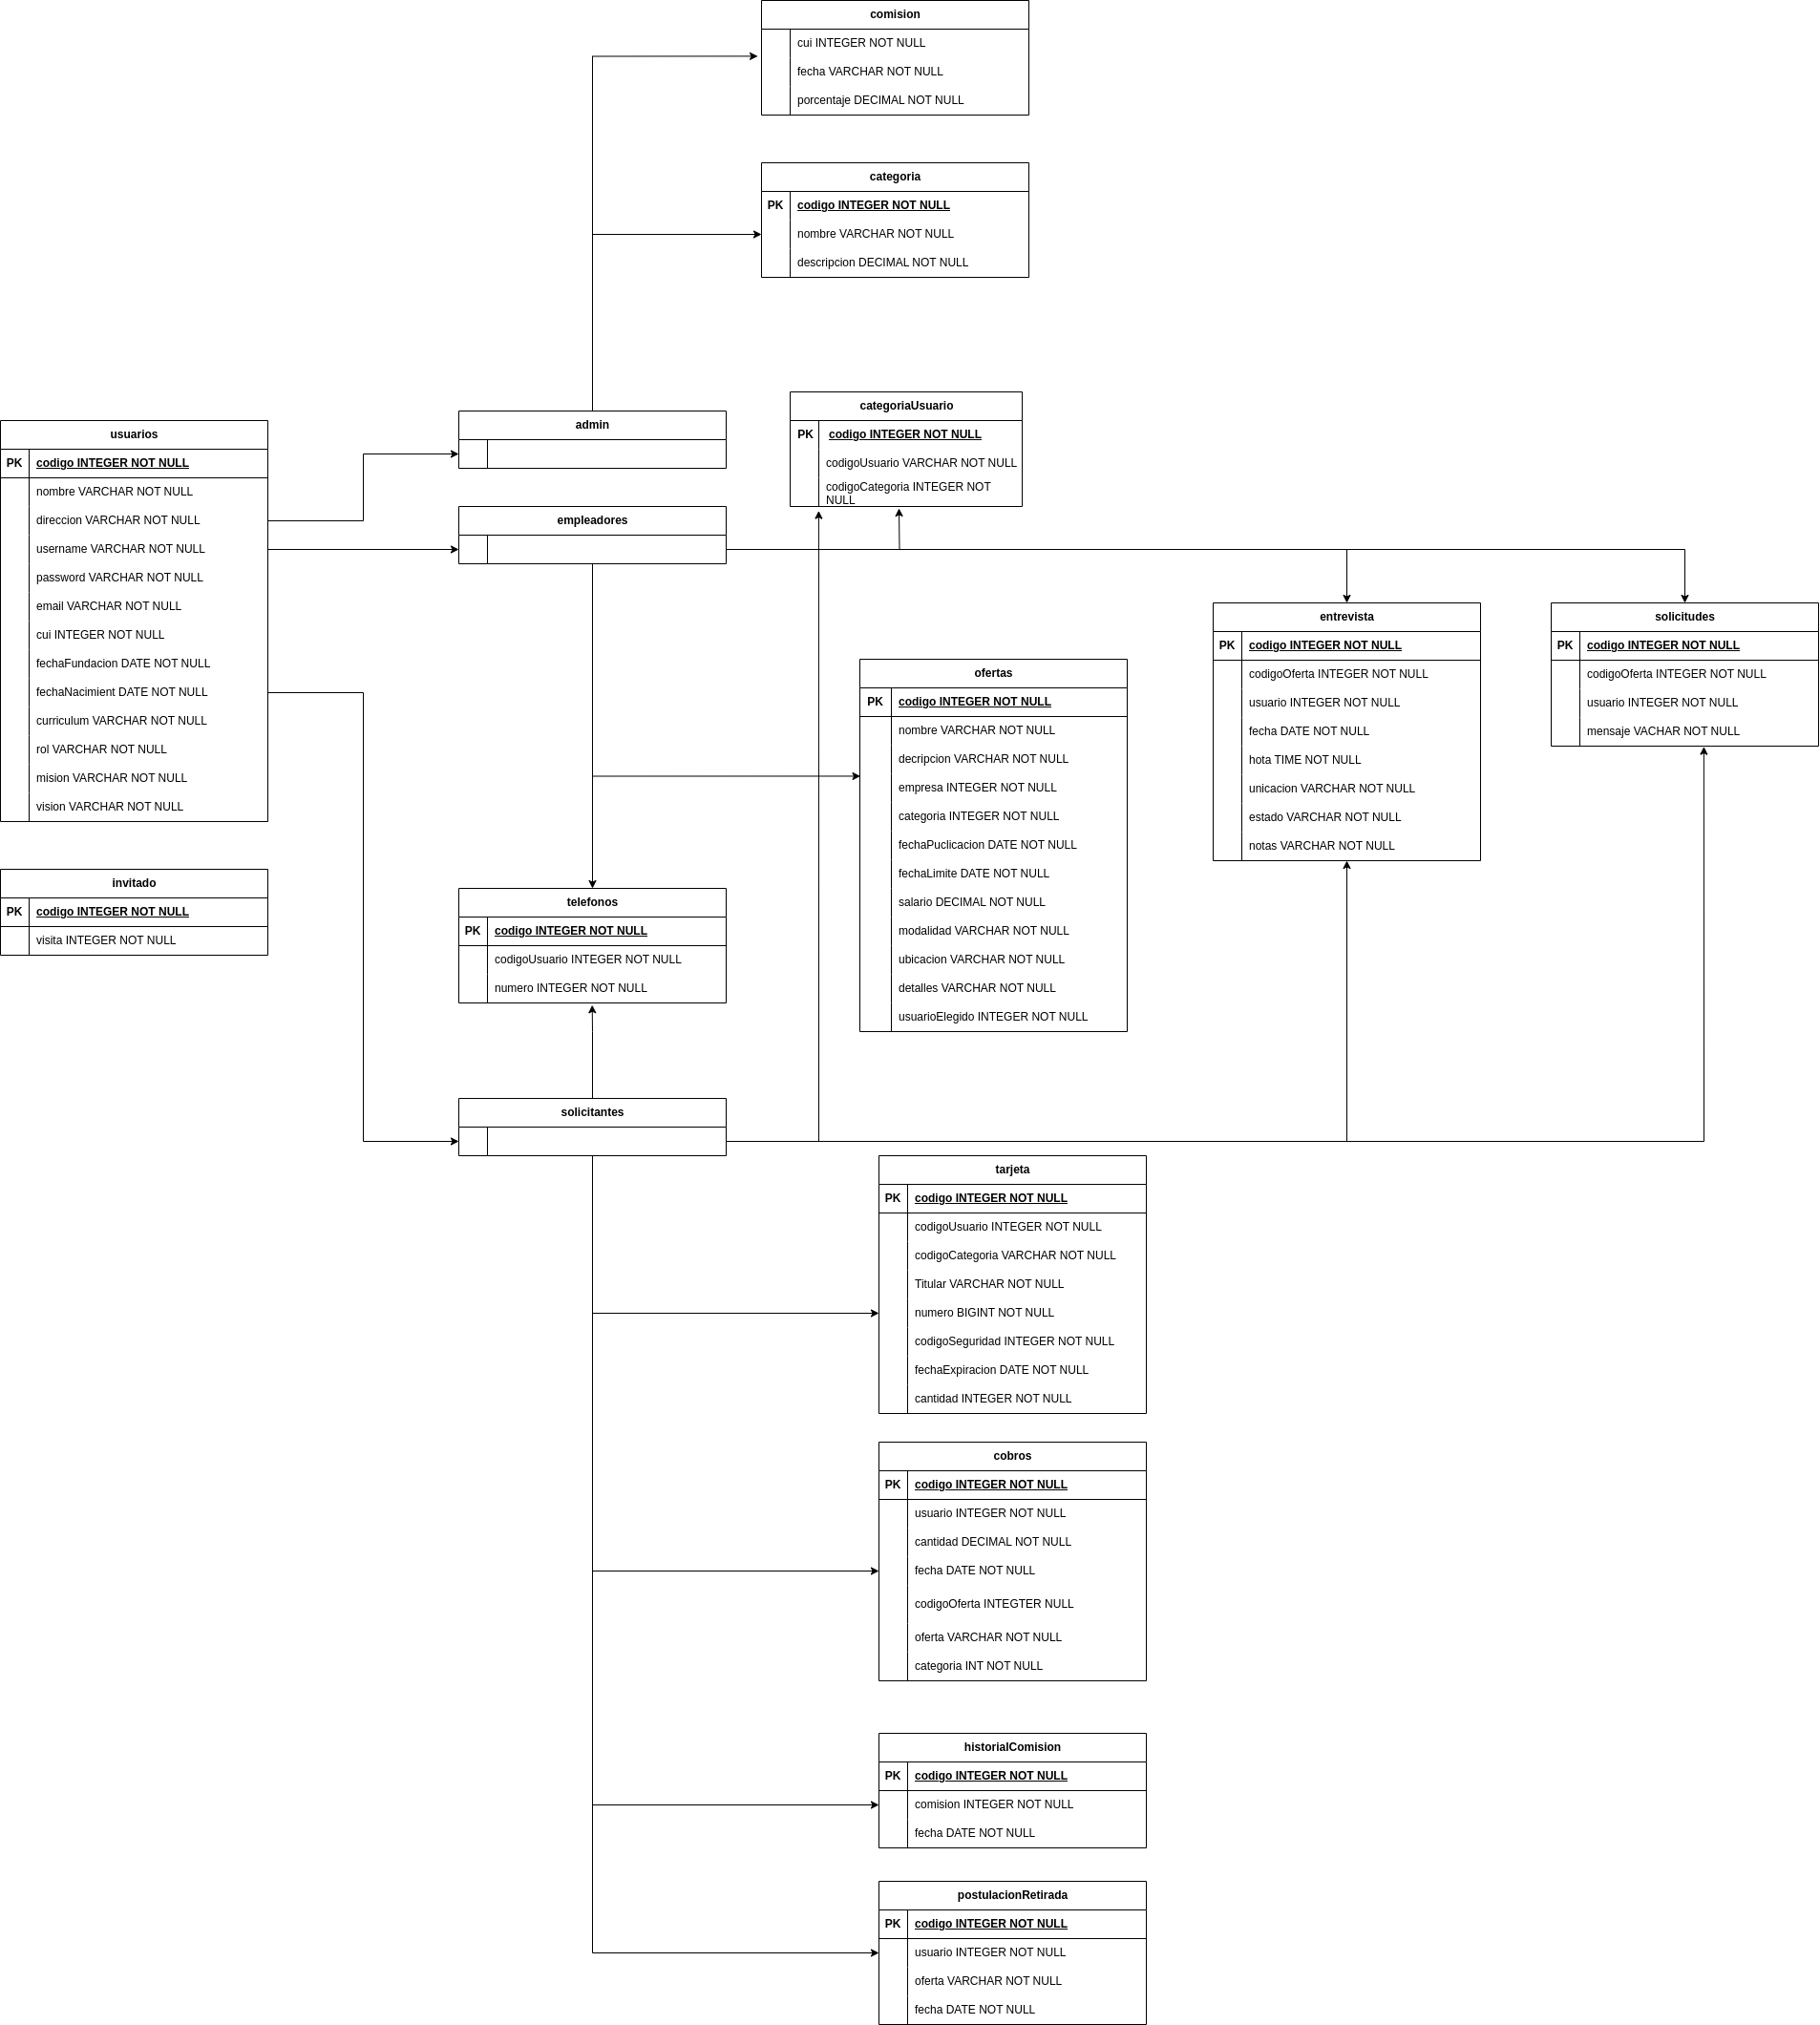 comision
cui INTEGER NOT NULL
fecha VARCHAR NOT NULL
porcentaje DECIMAL NOT NULL
categoria
PK codigo INTEGER NOT NULL
nombre VARCHAR NOT NULL
descripcion DECIMAL NOT NULL
usuarios
PK codigo INTEGER NOT NULL
nombre VARCHAR NOT NULL
direccion VARCHAR NOT NULL
username VARCHAR NOT NULL
password VARCHAR NOT NULL
email VARCHAR NOT NULL
cui INTEGER NOT NULL
fechaFundacion DATE NOT NULL
fechaNacimient DATE NOT NULL
curriculum VARCHAR NOT NULL
rol VARCHAR NOT NULL
mision VARCHAR NOT NULL
vision VARCHAR NOT NULL
invitado
PK codigo INTEGER NOT NULL
visita INTEGER NOT NULL
admin
empleadores
categoriaUsuario
PK codigo INTEGER NOT NULL
codigoUsuario VARCHAR NOT NULL
codigoCategoria INTEGER NOT
NULL
ofertas
PK codigo INTEGER NOT NULL
nombre VARCHAR NOT NULL
decripcion VARCHAR NOT NULL
empresa INTEGER NOT NULL
categoria INTEGER NOT NULL
fechaPuclicacion DATE NOT NULL
fechaLimite DATE NOT NULL
salario DECIMAL NOT NULL
modalidad VARCHAR NOT NULL
ubicacion VARCHAR NOT NULL
detalles VARCHAR NOT NULL
usuarioElegido INTEGER NOT NULL
entrevista
PK codigo INTEGER NOT NULL
codigoOferta INTEGER NOT NULL
usuario INTEGER NOT NULL
fecha DATE NOT NULL
hota TIME NOT NULL
unicacion VARCHAR NOT NULL
estado VARCHAR NOT NULL
notas VARCHAR NOT NULL
solicitudes
PK codigo INTEGER NOT NULL
codigoOferta INTEGER NOT NULL
usuario INTEGER NOT NULL
mensaje VACHAR NOT NULL
telefonos
PK codigo INTEGER NOT NULL
codigoUsuario INTEGER NOT NULL
numero INTEGER NOT NULL
solicitantes
tarjeta
PK codigo INTEGER NOT NULL
codigoUsuario INTEGER NOT NULL
codigoCategoria VARCHAR NOT NULL
Titular VARCHAR NOT NULL
numero BIGINT NOT NULL
codigoSeguridad INTEGER NOT NULL
fechaExpiracion DATE NOT NULL
cantidad INTEGER NOT NULL
cobros
PK codigo INTEGER NOT NULL
usuario INTEGER NOT NULL
cantidad DECIMAL NOT NULL
fecha DATE NOT NULL
codigoOferta INTEGTER NULL
oferta VARCHAR NOT NULL
categoria INT NOT NULL
historialComision
PK codigo INTEGER NOT NULL
comision INTEGER NOT NULL
fecha DATE NOT NULL
postulacionRetirada
PK codigo INTEGER NOT NULL
usuario INTEGER NOT NULL
oferta VARCHAR NOT NULL
fecha DATE NOT NULL